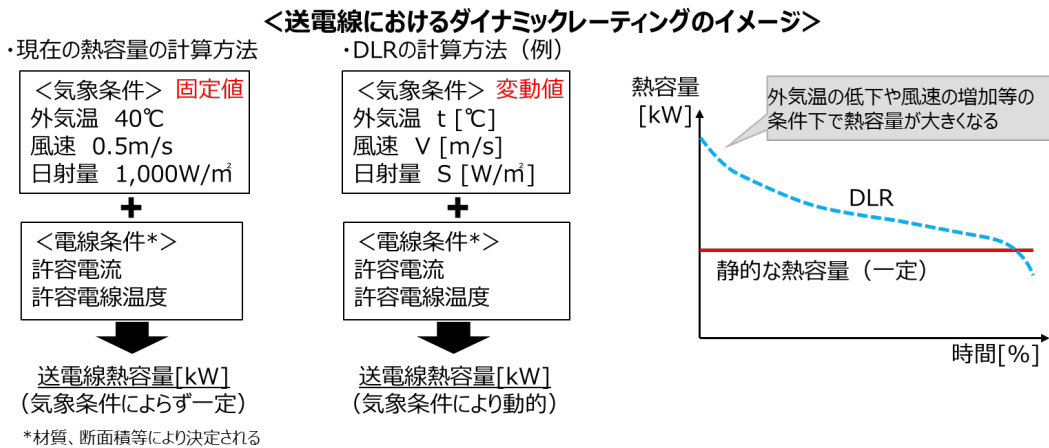 <送電線におけるダイナミックレーティングのイメージ>
・現在の熱容量の計算方法
<気象条件> 固定値
外気温 40℃
風速 0.5m/s
日射量 1,000W/㎡
+
<電線条件*>
許容電流
許容電線温度
送電線熱容量[kW]
(気象条件によらず一定)
*材質、断面積等により決定される
・DLRの計算方法（例）
<気象条件> 変動値
外気温 t [℃]
風速 V [m/s]
日射量 S [W/㎡]
+
<電線条件*>
許容電流
許容電線温度
送電線熱容量[kW]
(気象条件により動的)
熱容量
[kW]
外気温の低下や風速の増加等の
条件下で熱容量が大きくなる
DLR
静的な熱容量（一定）
時間[%]